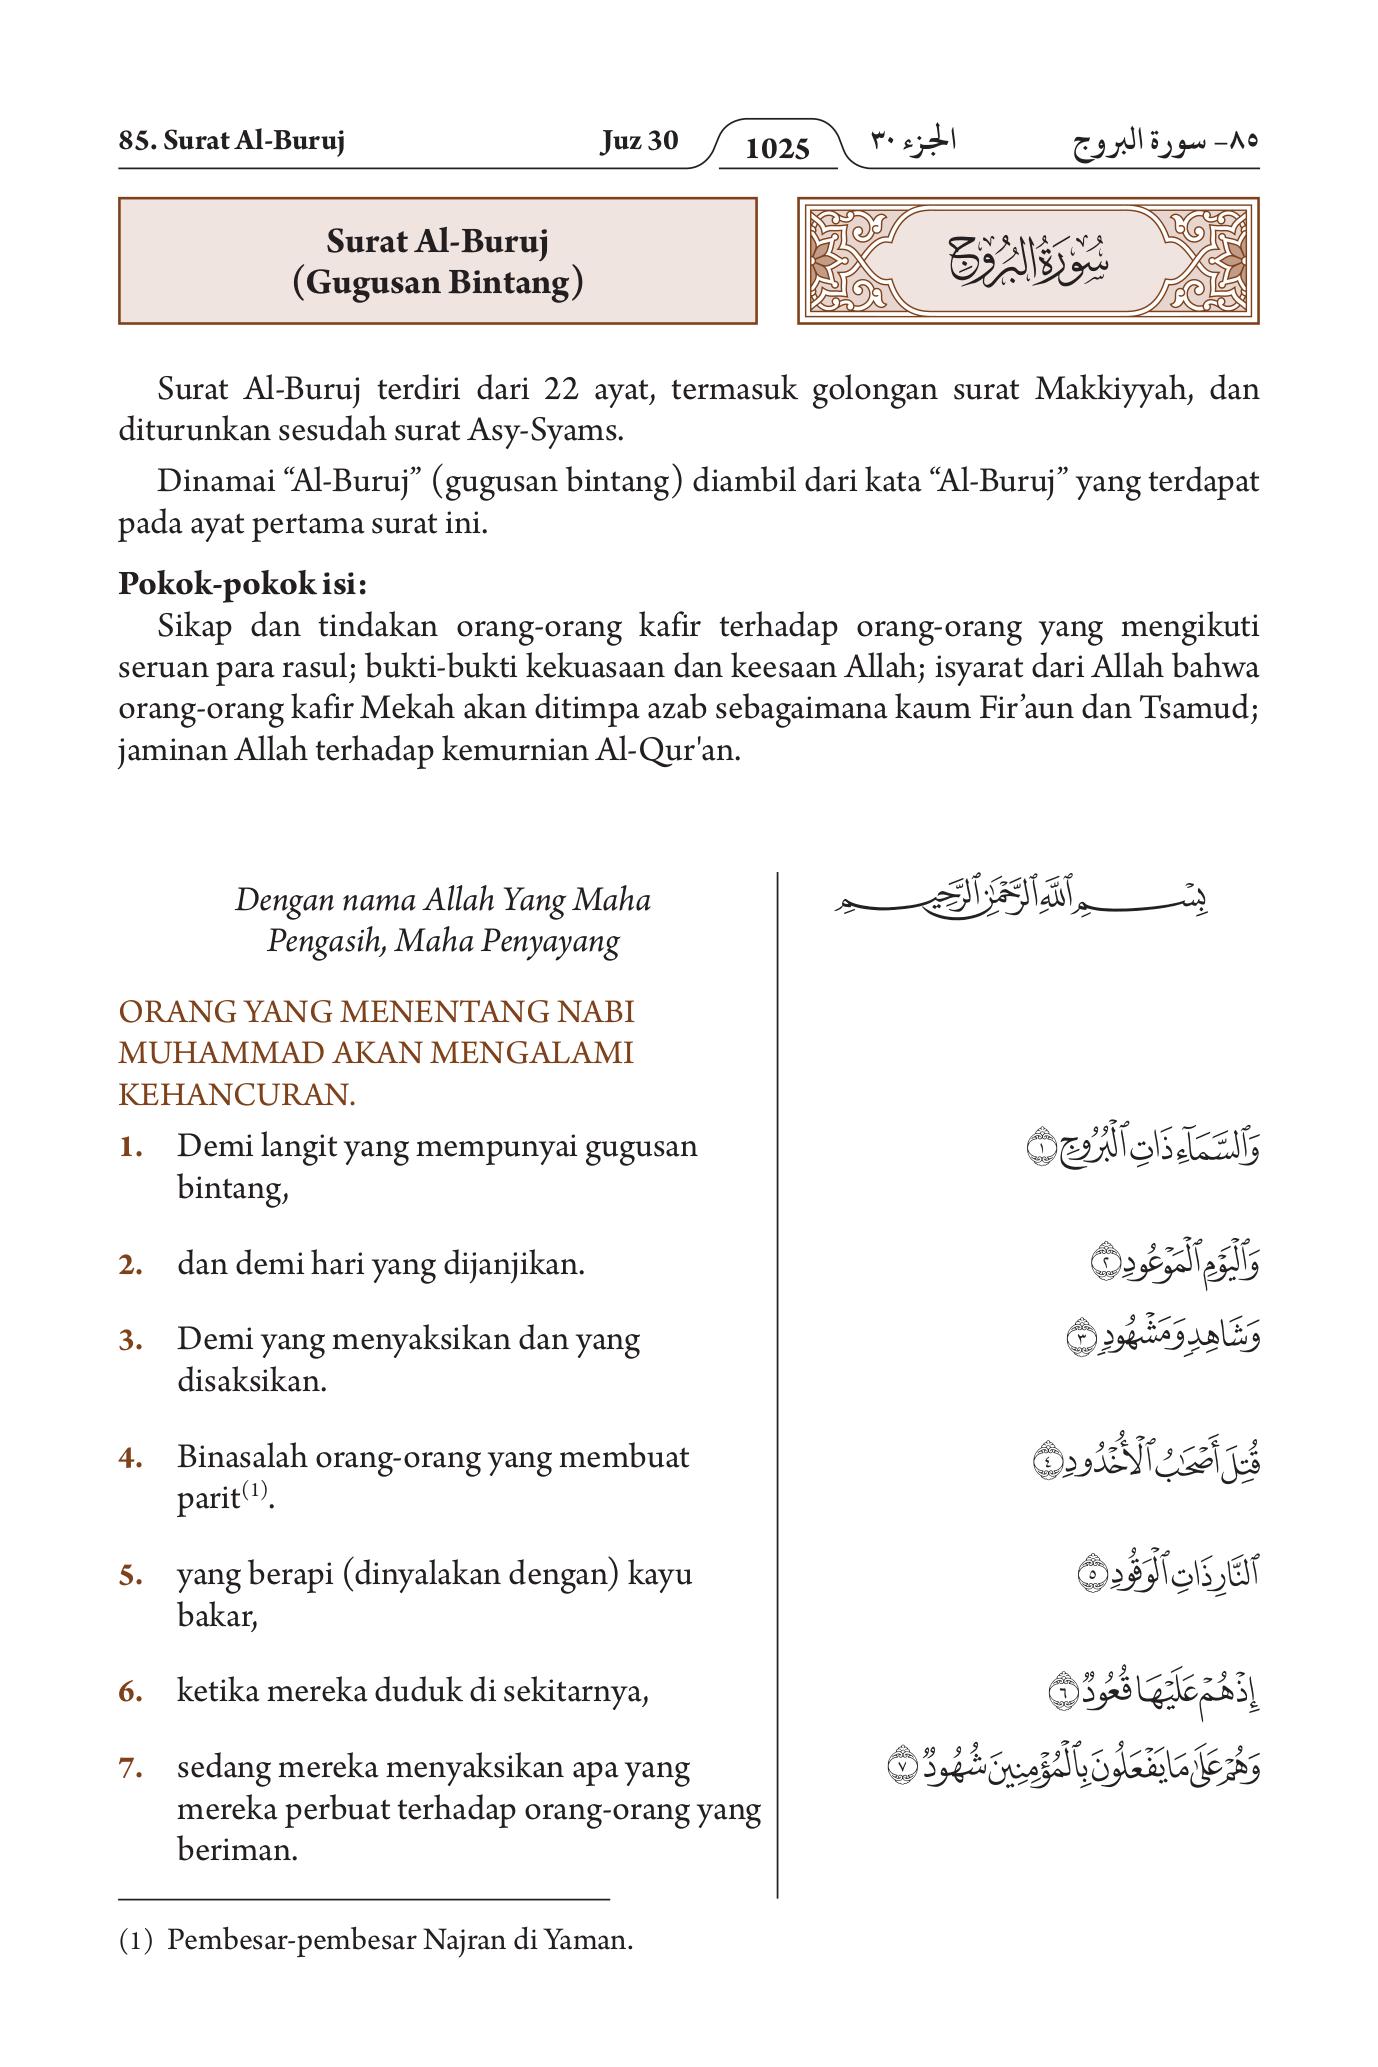 85. Surat Al-Buruj
Juz 30
1025
الجزء ٣٠
٨٥- سورة البروج
Surat Al-Buruj
(Gugusan Bintang)
سُورَةُ البُرُوجِ
Surat Al-Buruj terdiri dari 22 ayat, termasuk golongan surat Makkiyyah, dan
diturunkan sesudah surat Asy-Syams.
Dinamai “Al-Buruj” (gugusan bintang) diambil dari kata “Al-Buruj” yang terdapat
pada ayat pertama surat ini.
Pokok-pokok isi:
Sikap dan tindakan orang-orang kafir terhadap orang-orang yang mengikuti
seruan para rasul; bukti-bukti kekuasaan dan keesaan Allah; isyarat dari Allah bahwa
orang-orang kafir Mekah akan ditimpa azab sebagaimana kaum Fir’aun dan Tsamud;
jaminan Allah terhadap kemurnian Al-Qur'an.
Dengan nama Allah Yang Maha
Pengasih, Maha Penyayang
بِسْمِ ٱللَّهِ ٱلرَّحْمَٰنِ ٱلرَّحِيمِ
ORANG YANG MENENTANG NABI
MUHAMMAD AKAN MENGALAMI
KEHANCURAN.
1. Demi langit yang mempunyai gugusan
bintang,
وَٱلسَّمَآءِ ذَاتِ ٱلْبُرُوجِ ١
2. dan demi hari yang dijanjikan.
وَٱلْيَوْمِ ٱلْمَوْعُودِ ٢
3. Demi yang menyaksikan dan yang
disaksikan.
وَشَاهِدٍ وَمَشْهُودٍ ٣
4. Binasalah orang-orang yang membuat
parit(1).
قُتِلَ أَصْحَٰبُ ٱلْأُخْدُودِ ٤
5. yang berapi (dinyalakan dengan) kayu
bakar,
ٱلنَّارِ ذَاتِ ٱلْوَقُودِ ٥
6. ketika mereka duduk di sekitarnya,
إِذْ هُمْ عَلَيْهَا قُعُودٌ ٦
7. sedang mereka menyaksikan apa yang
mereka perbuat terhadap orang-orang yang
beriman.
وَهُمْ عَلَىٰ مَا يَفْعَلُونَ بِٱلْمُؤْمِنِينَ شُهُودٌ ٧
(1) Pembesar-pembesar Najran di Yaman.